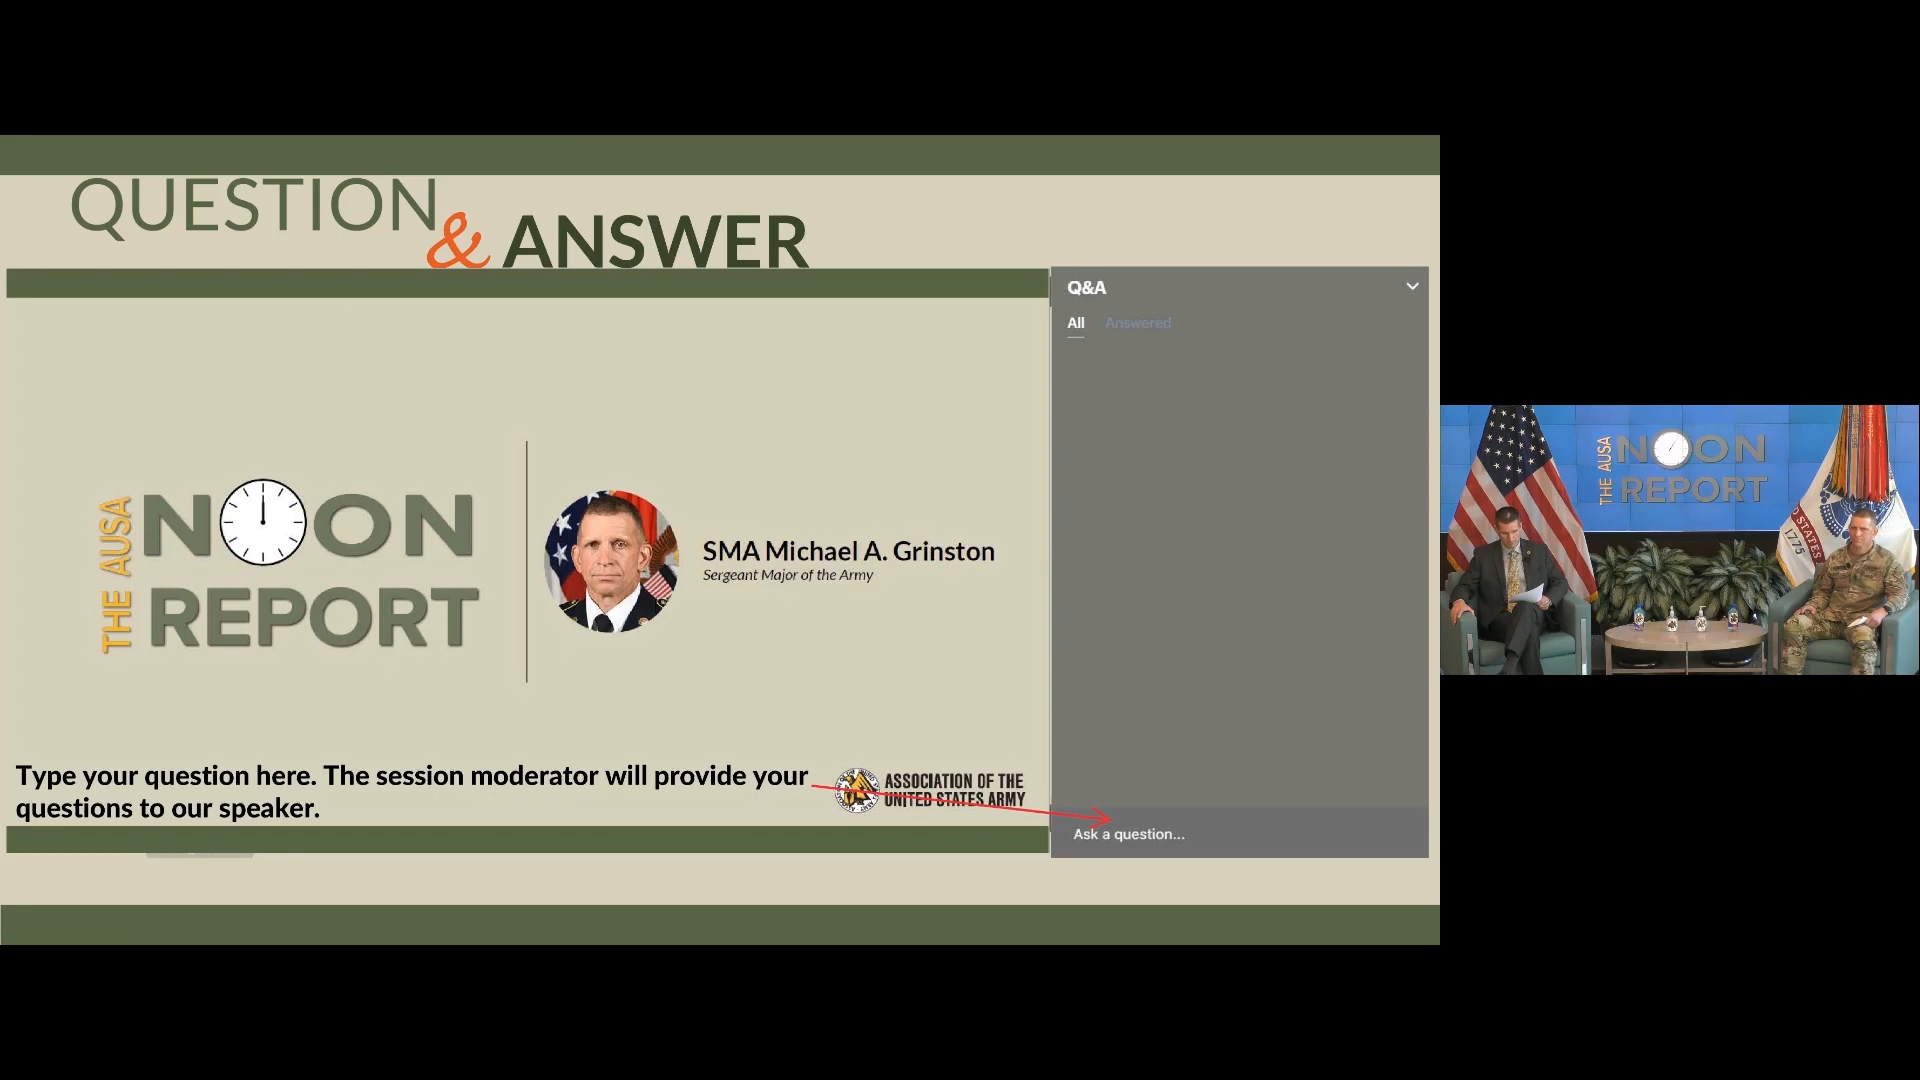 QUESTION
& ANSWER
THE AUSA
NOON
REPORT
SMA Michael A. Grinston
Sergeant Major of the Army
Type your question here. The session moderator will provide your
questions to our speaker.
ASSOCIATION OF THE
UNITED STATES ARMY
Q&A
All Answered
Ask a question...
THE AUSA
NOON
REPORT
STATES
1775